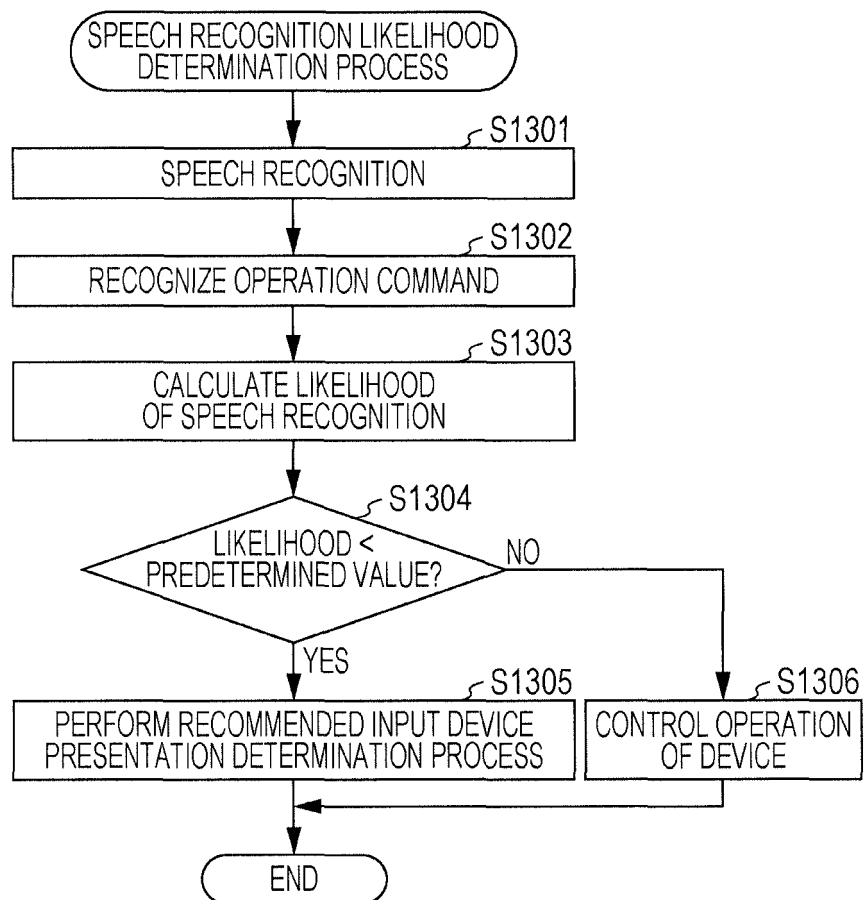 SPEECH RECOGNITION LIKELIHOOD
DETERMINATION PROCESS
S1301
SPEECH RECOGNITION
S1302
RECOGNIZE OPERATION COMMAND
S1303
CALCULATE LIKELIHOOD
OF SPEECH RECOGNITION
S1304
LIKELIHOOD <
PREDETERMINED VALUE?
NO
YES
S1305
PERFORM RECOMMENDED INPUT DEVICE
PRESENTATION DETERMINATION PROCESS
S1306
CONTROL OPERATION
OF DEVICE
END